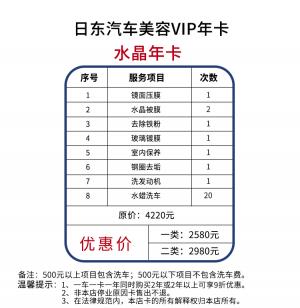 日东汽车美容VIP年卡
水晶年卡
序号 服务项目 次数
1 镜面压膜 1
2 水晶被膜 2
3 去除铁粉 1
4 玻璃镀膜 1
5 室内保养 1
6 钢圈去垢 1
7 洗发动机 1
8 水蜡洗车 20
原价：4220元
优惠价
一类：2580元
二类：2980元
备注：500元以上项目包含洗车；500元以下项目不包含洗车费。
温馨提示：1、一车一卡一年同时购买2年或2年以上可享9折优惠。
2、非本店停业原因卡售出不退。
3、在法律范围内，本店卡的所有解释权归本店所有。